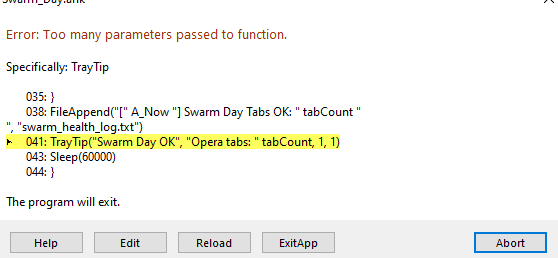 Swarm_Day.ahk
Error: Too many parameters passed to function.
Specifically: TrayTip
035: }
038: FileAppend("[" A_Now "] Swarm Day Tabs OK: " tabCount "
", "swarm_health_log.txt")
041: TrayTip("Swarm Day OK", "Opera tabs: " tabCount, 1, 1)
043: Sleep(60000)
044: }
The program will exit.
Help Edit Reload ExitApp Abort